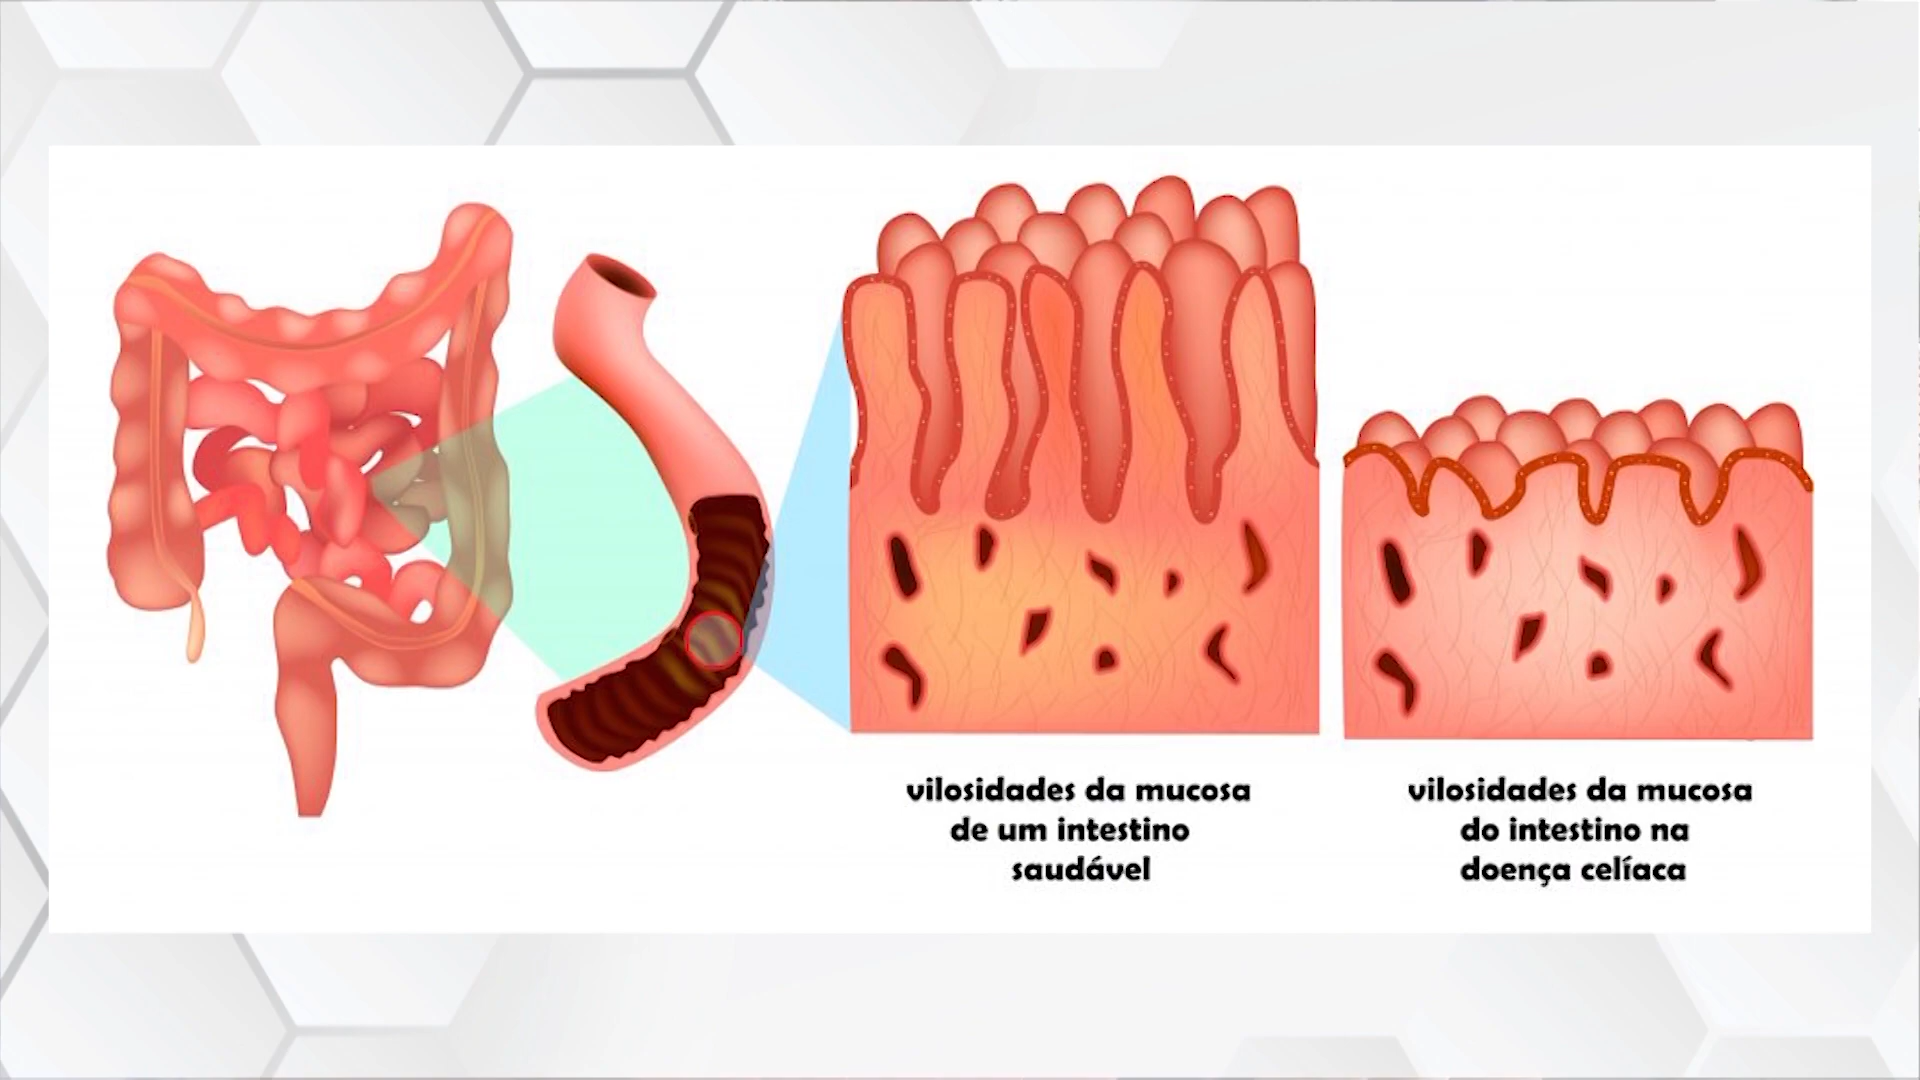 vilosidades da mucosa
de um intestino
saudável
vilosidades da mucosa
do intestino na
doença celíaca